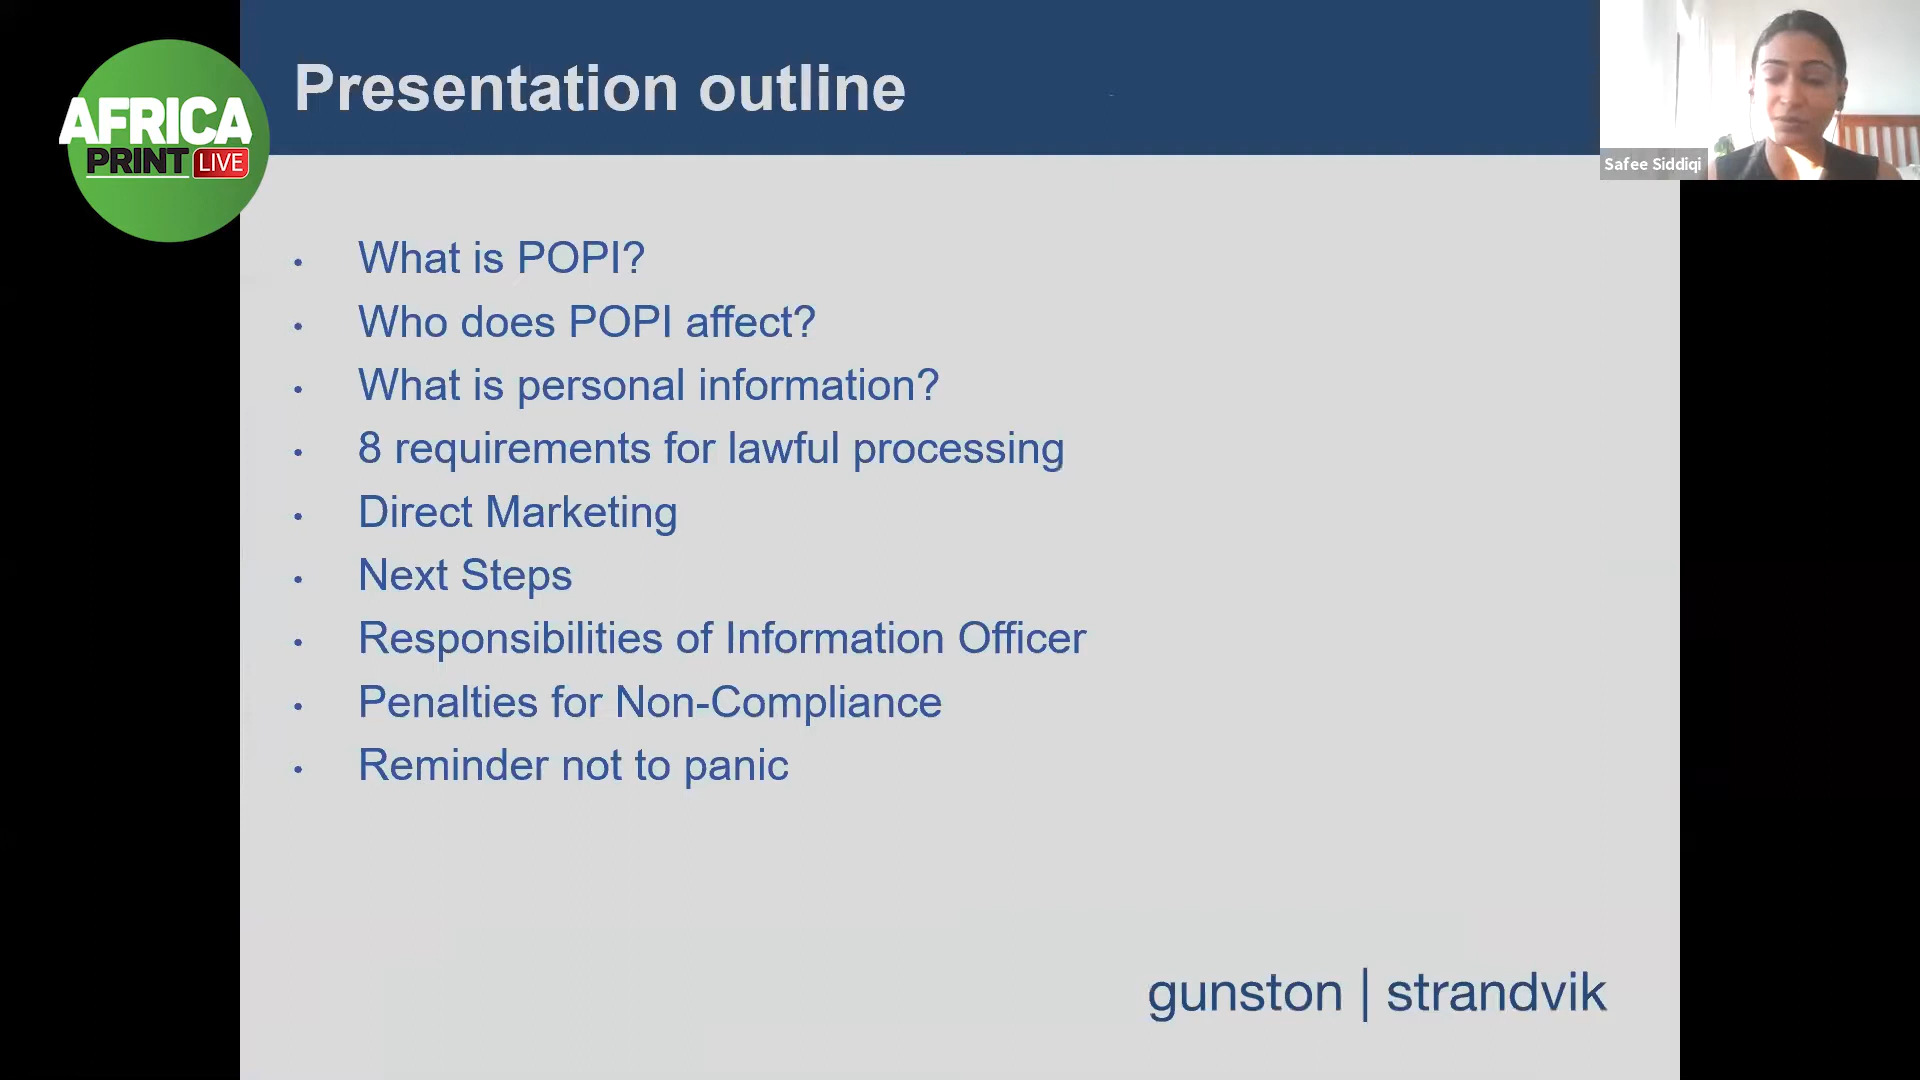 AFRICA
PRINT LIVE
Presentation outline
Safee Siddiqi
• What is POPI?
• Who does POPI affect?
• What is personal information?
• 8 requirements for lawful processing
• Direct Marketing
• Next Steps
• Responsibilities of Information Officer
• Penalties for Non-Compliance
• Reminder not to panic
gunston | strandvik